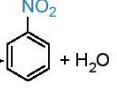 NO₂
+ H₂O